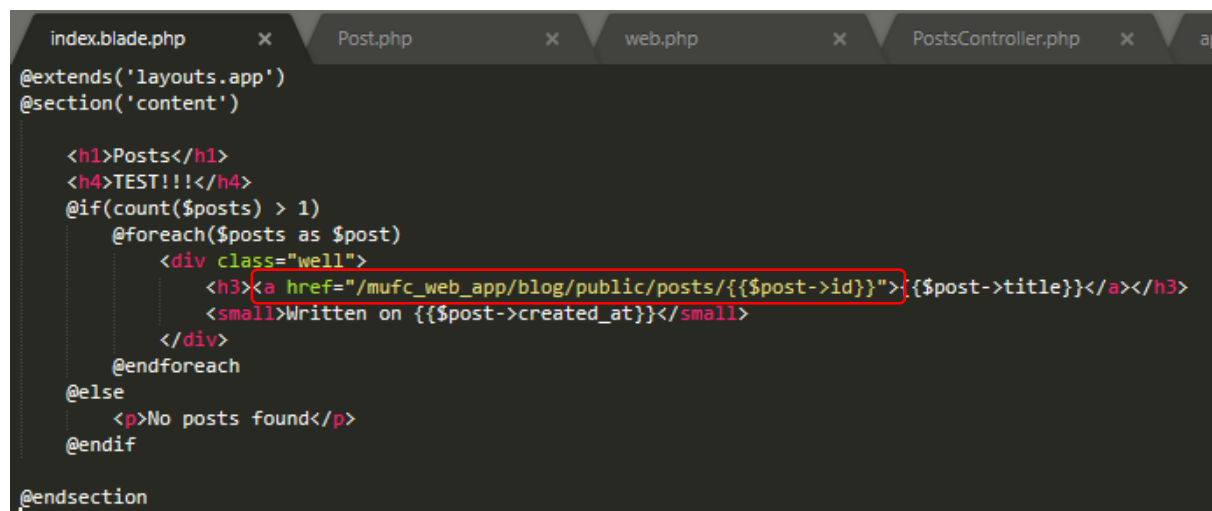 index.blade.php × Post.php × web.php × PostsController.php × a
@extends('layouts.app')
@section('content')
<h1>Posts</h1>
<h4>TEST!!!</h4>
@if(count($posts) > 1)
@foreach($posts as $post)
<div class="well">
<h3><a href="/mufc_web_app/blog/public/posts/{{$post->id}}">{{$post->title}}</a></h3>
<small>Written on {{$post->created_at}}</small>
</div>
@endforeach
@else
<p>No posts found</p>
@endif
@endsection